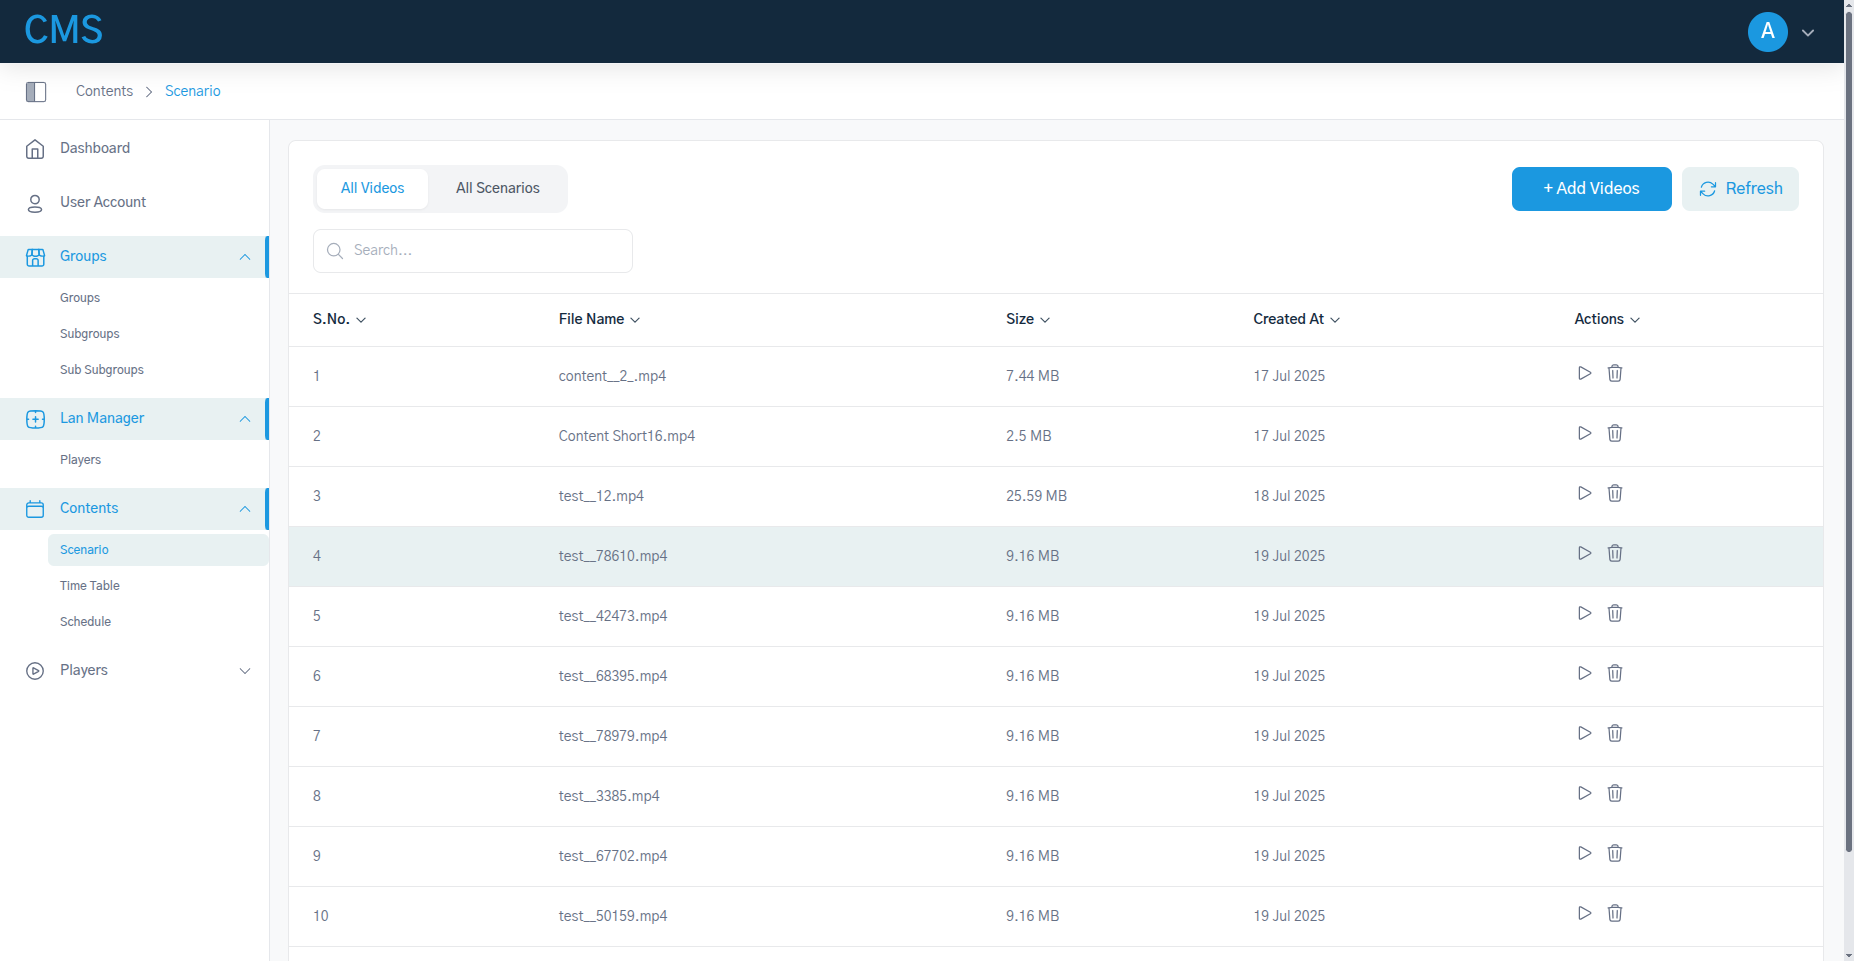 CMS
A
Contents > Scenario
Dashboard
User Account
Groups
Groups
Subgroups
Sub Subgroups
Lan Manager
Players
Contents
Scenario
Time Table
Schedule
Players
All Videos All Scenarios
+ Add Videos Refresh
Search...
S.No. File Name Size Created At Actions
1 content__2_.mp4 7.44 MB 17 Jul 2025
2 Content Short16.mp4 2.5 MB 17 Jul 2025
3 test__12.mp4 25.59 MB 18 Jul 2025
4 test__78610.mp4 9.16 MB 19 Jul 2025
5 test__42473.mp4 9.16 MB 19 Jul 2025
6 test__68395.mp4 9.16 MB 19 Jul 2025
7 test__78979.mp4 9.16 MB 19 Jul 2025
8 test__3385.mp4 9.16 MB 19 Jul 2025
9 test__67702.mp4 9.16 MB 19 Jul 2025
10 test__50159.mp4 9.16 MB 19 Jul 2025